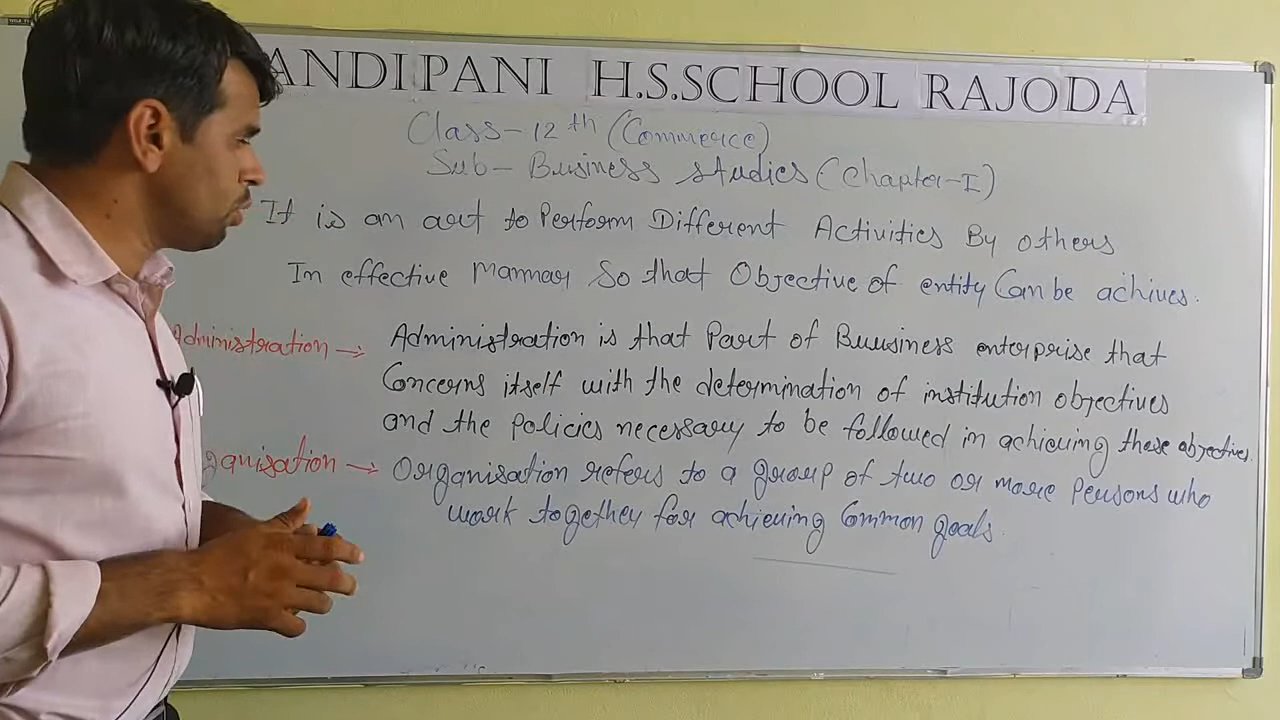 ANDIPANI H.S.SCHOOL RAJODA
Class-12th (Commerce)
Sub- Business studies (Chapter-I)
It is an art to Perform Different Activities By others
In effective Mannar So that Objective of entity Can be achives.
Administration → Administration is that Part of Buusiness enterprise that
Concerns itself with the determination of institution objectives
and the Policies necessary to be followed in achieving these objectives.
ganisation → Organisation refers to a group of two or more Persons who
work together for achieving Common goals.